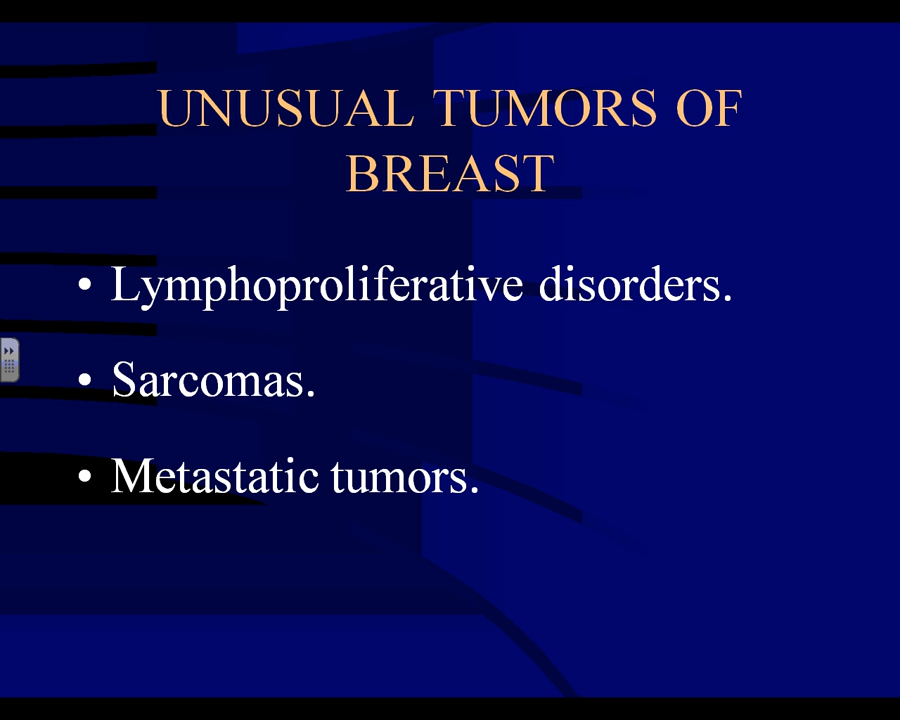 UNUSUAL TUMORS OF
BREAST
• Lymphoproliferative disorders.
• Sarcomas.
• Metastatic tumors.